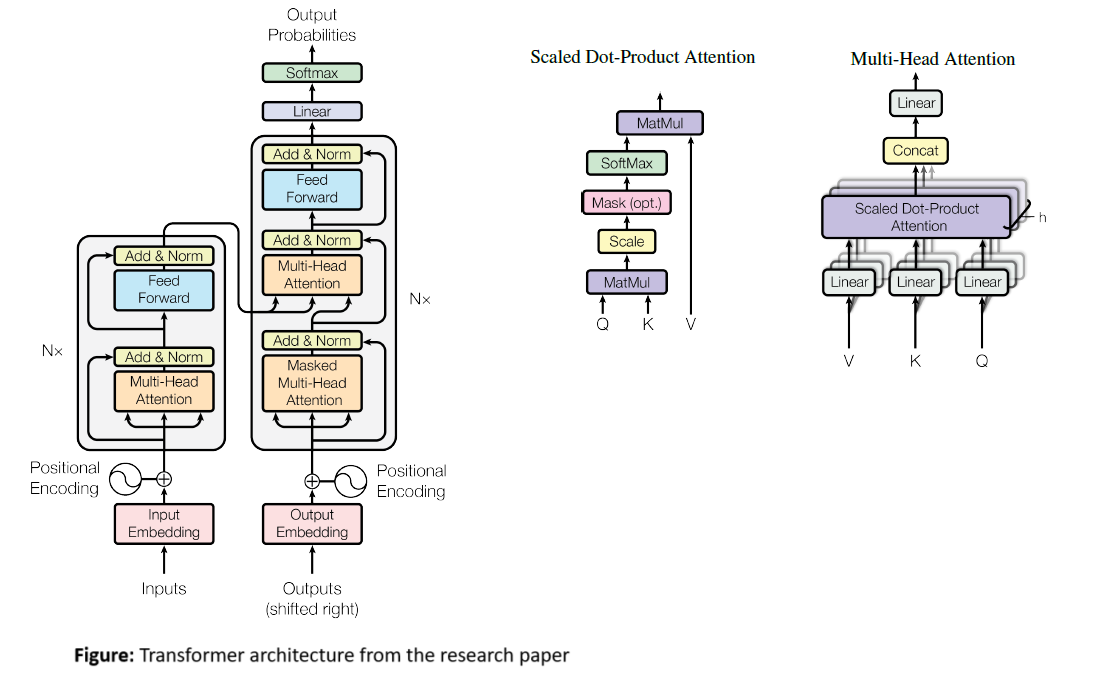 Output
Probabilities
Softmax
Linear
Add & Norm
Feed
Forward
Add & Norm
Multi-Head
Attention
Nx
Add & Norm
Masked
Multi-Head
Attention
Positional
Encoding
Output
Embedding
Outputs
(shifted right)
Add & Norm
Feed
Forward
Nx
Add & Norm
Multi-Head
Attention
Positional
Encoding
Input
Embedding
Inputs
Scaled Dot-Product Attention
MatMul
SoftMax
Mask (opt.)
Scale
MatMul
Q K V
Multi-Head Attention
Linear
Concat
Scaled Dot-Product
Attention
h
Linear Linear Linear
V K Q
Figure: Transformer architecture from the research paper